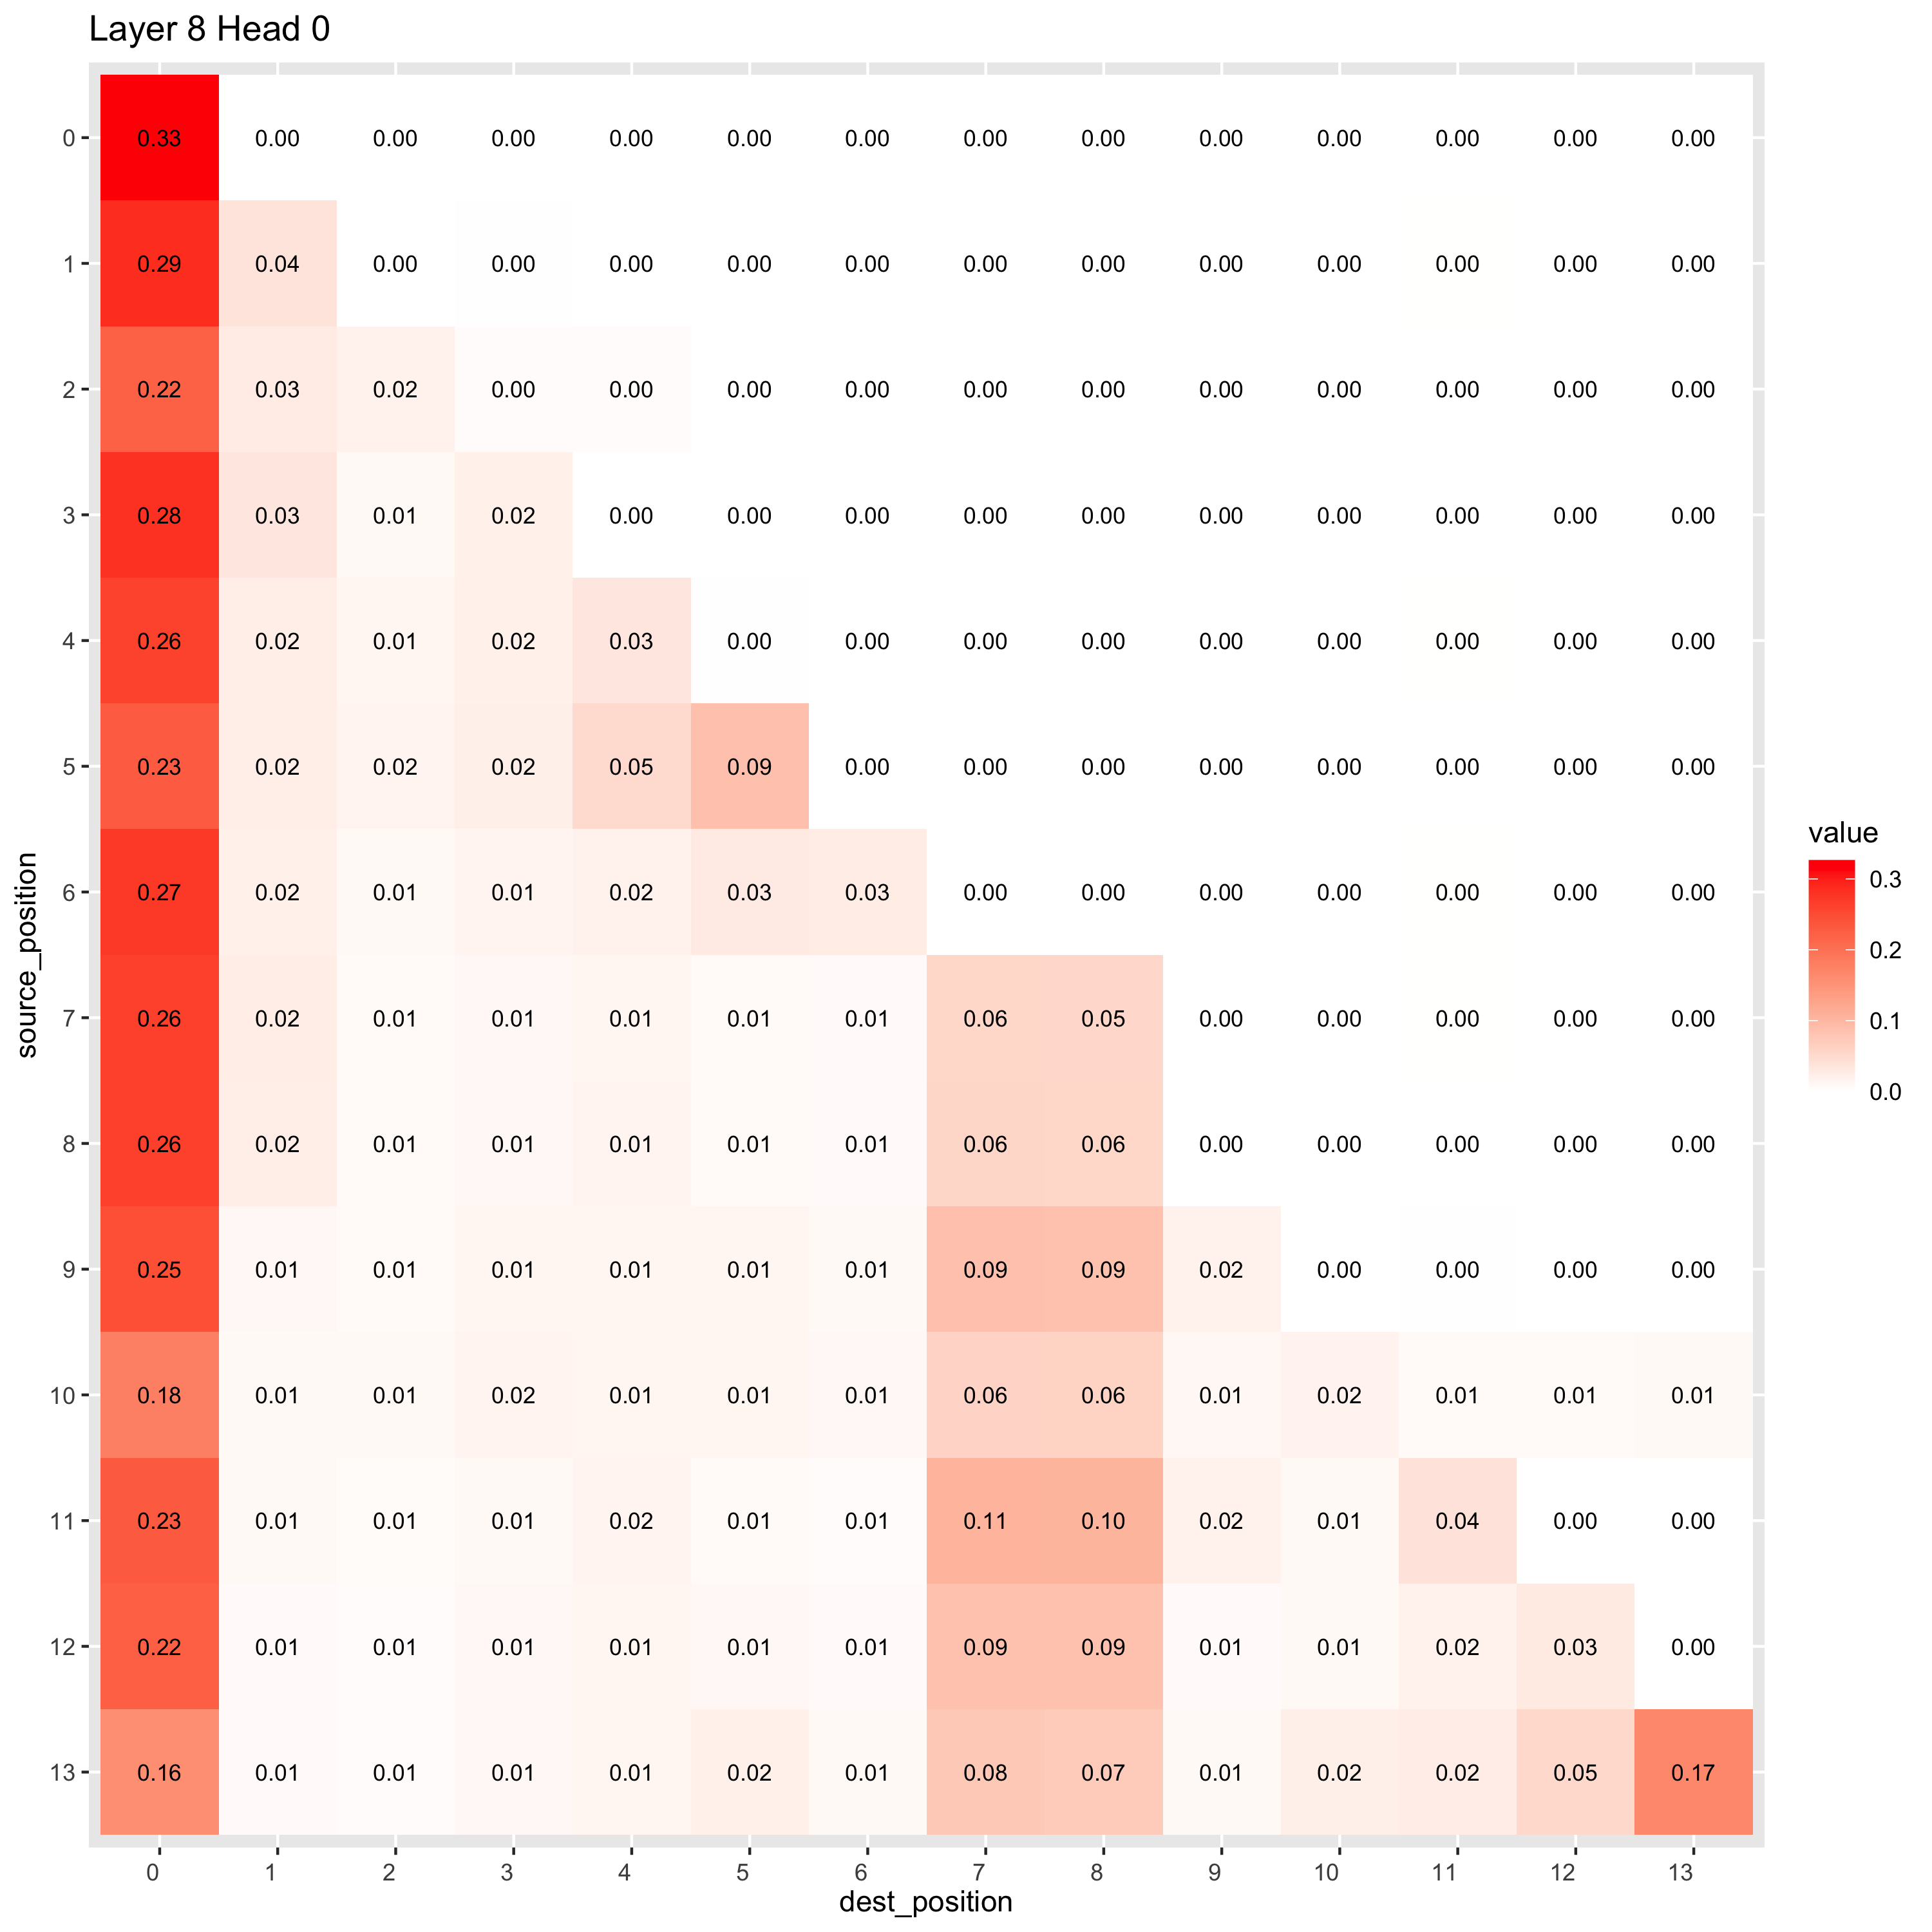 Layer 8 Head 0
0 0.33 0.00 0.00 0.00 0.00 0.00 0.00 0.00 0.00 0.00 0.00 0.00 0.00 0.00
1 0.29 0.04 0.00 0.00 0.00 0.00 0.00 0.00 0.00 0.00 0.00 0.00 0.00 0.00
2 0.22 0.03 0.02 0.00 0.00 0.00 0.00 0.00 0.00 0.00 0.00 0.00 0.00 0.00
3 0.28 0.03 0.01 0.02 0.00 0.00 0.00 0.00 0.00 0.00 0.00 0.00 0.00 0.00
4 0.26 0.02 0.01 0.02 0.03 0.00 0.00 0.00 0.00 0.00 0.00 0.00 0.00 0.00
5 0.23 0.02 0.02 0.02 0.05 0.09 0.00 0.00 0.00 0.00 0.00 0.00 0.00 0.00
6 0.27 0.02 0.01 0.01 0.02 0.03 0.03 0.00 0.00 0.00 0.00 0.00 0.00 0.00
7 0.26 0.02 0.01 0.01 0.01 0.01 0.01 0.06 0.05 0.00 0.00 0.00 0.00 0.00
8 0.26 0.02 0.01 0.01 0.01 0.01 0.01 0.06 0.06 0.00 0.00 0.00 0.00 0.00
9 0.25 0.01 0.01 0.01 0.01 0.01 0.01 0.09 0.09 0.02 0.00 0.00 0.00 0.00
10 0.18 0.01 0.01 0.02 0.01 0.01 0.01 0.06 0.06 0.01 0.02 0.01 0.01 0.01
11 0.23 0.01 0.01 0.01 0.02 0.01 0.01 0.11 0.10 0.02 0.01 0.04 0.00 0.00
12 0.22 0.01 0.01 0.01 0.01 0.01 0.01 0.09 0.09 0.01 0.01 0.02 0.03 0.00
13 0.16 0.01 0.01 0.01 0.01 0.02 0.01 0.08 0.07 0.01 0.02 0.02 0.05 0.17
0 1 2 3 4 5 6 7 8 9 10 11 12 13
dest_position
source_position
value
0.3
0.2
0.1
0.0